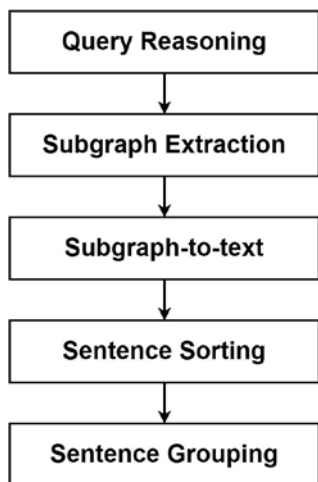 Query Reasoning
Subgraph Extraction
Subgraph-to-text
Sentence Sorting
Sentence Grouping